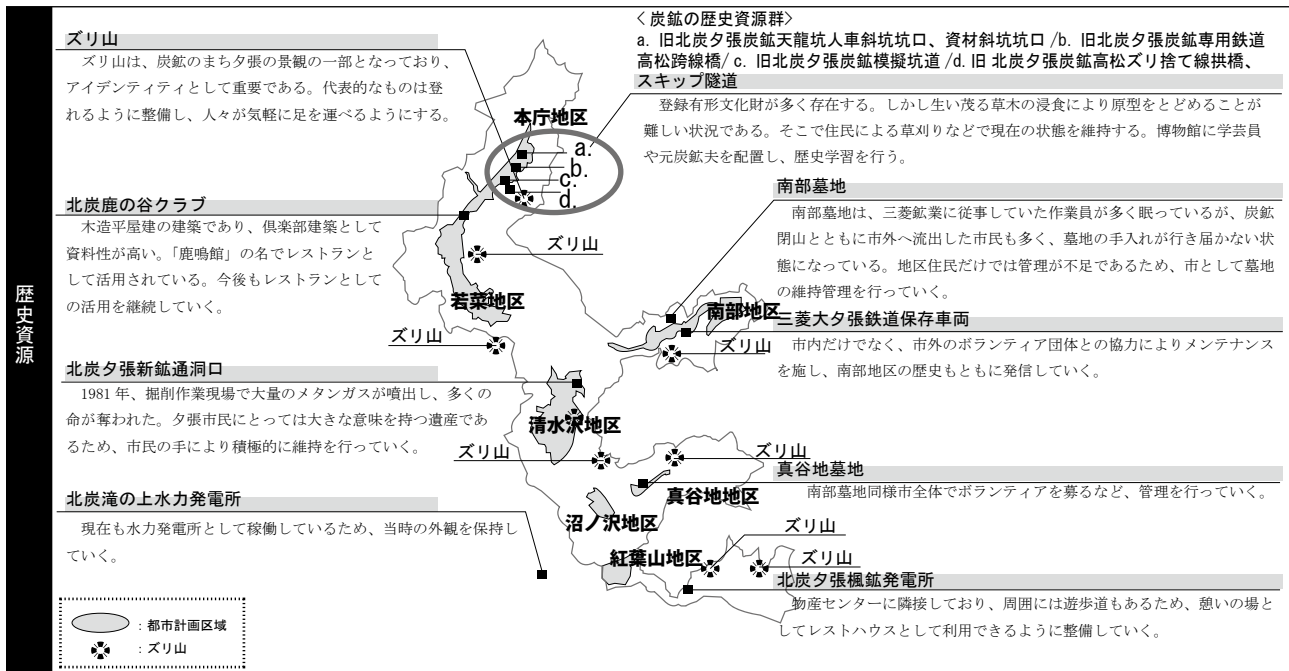 歴史資源
ズリ山
ズリ山は、炭鉱のまち夕張の景観の一部となっており、
アイデンティティとして重要である。代表的なものは登
れるように整備し、人々が気軽に足を運べるようにする。
<炭鉱の歴史資源群>
a. 旧北炭夕張炭鉱天龍坑人車斜坑坑口、資材斜坑坑口 /b. 旧北炭夕張炭鉱専用鉄道
高松跨線橋/ c. 旧北炭夕張炭鉱模擬坑道 /d. 旧 北炭夕張炭鉱高松ズリ捨て線拱橋、
スキップ隧道
登録有形文化財が多く存在する。しかし生い茂る草木の浸食により原型をとどめることが
難しい状況である。そこで住民による草刈りなどで現在の状態を維持する。博物館に学芸員
や元炭鉱夫を配置し、歴史学習を行う。
本庁地区
a.
b.
c.
d.
北炭鹿の谷クラブ
木造平屋建の建築であり、倶楽部建築として
資料性が高い。「鹿鳴館」の名でレストランと
して活用されている。今後もレストランとして
の活用を継続していく。
ズリ山
若菜地区
南部墓地
南部墓地は、三菱鉱業に従事していた作業員が多く眠っているが、炭鉱
閉山とともに市外へ流出した市民も多く、墓地の手入れが行き届かない状
態になっている。地区住民だけでは管理が不足であるため、市として墓地
の維持管理を行っていく。
南部地区
三菱大夕張鉄道保存車両
市内だけでなく、市外のボランティア団体との協力によりメンテナンス
を施し、南部地区の歴史もともに発信していく。
ズリ山
ズリ山
北炭夕張新鉱通洞口
1981 年、掘削作業現場で大量のメタンガスが噴出し、多くの
命が奪われた。夕張市民にとっては大きな意味を持つ遺産であ
るため、市民の手により積極的に維持を行っていく。
清水沢地区
ズリ山
ズリ山
真谷地墓地
南部墓地同様市全体でボランティアを募るなど、管理を行っていく。
真谷地地区
北炭滝の上水力発電所
現在も水力発電所として稼働しているため、当時の外観を保持し
ていく。
沼ノ沢地区
紅葉山地区
ズリ山
ズリ山
北炭夕張楓鉱発電所
物産センターに隣接しており、周囲には遊歩道もあるため、憩いの場と
してレストハウスとして利用できるように整備していく。
:都市計画区域
:ズリ山